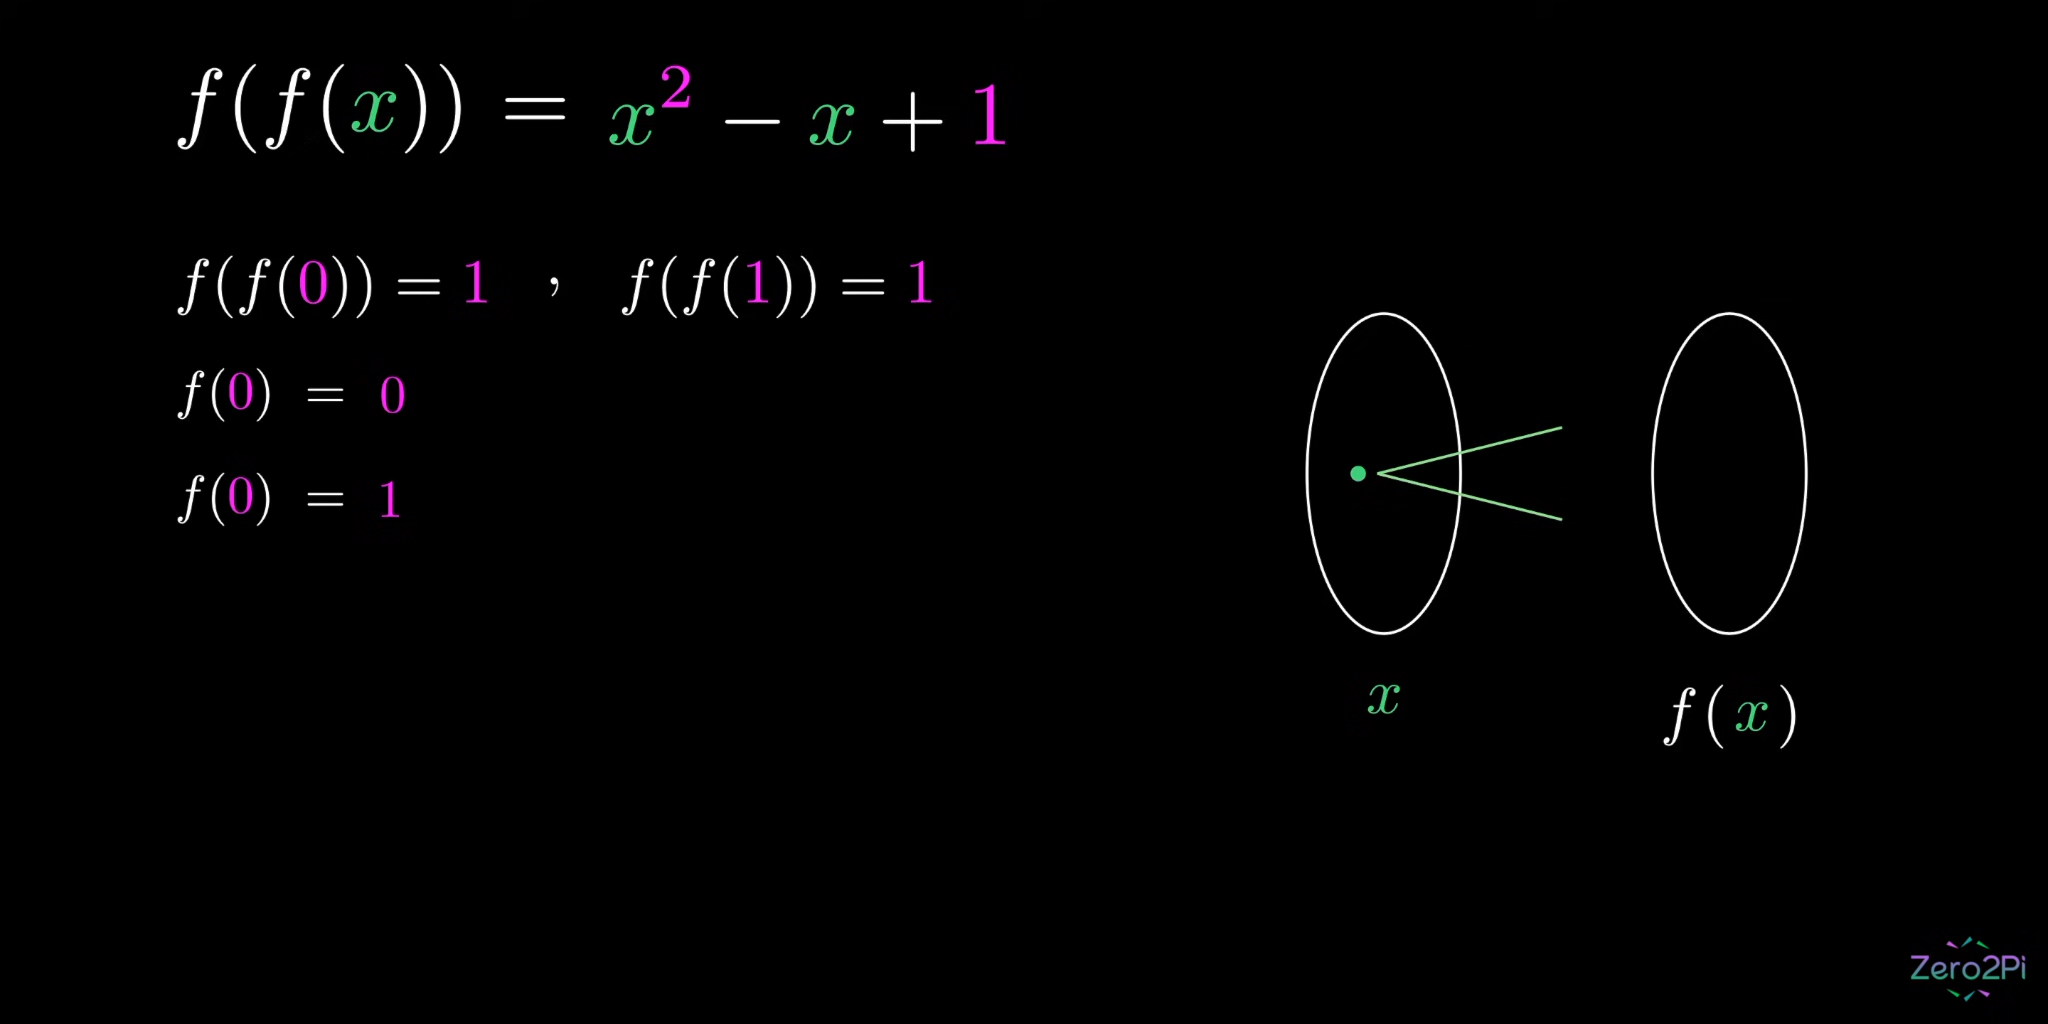 f(f(x)) = x² − x + 1
f(f(0)) = 1 , f(f(1)) = 1
f(0) = 0
f(0) = 1
x
f(x)
Zero2Pi